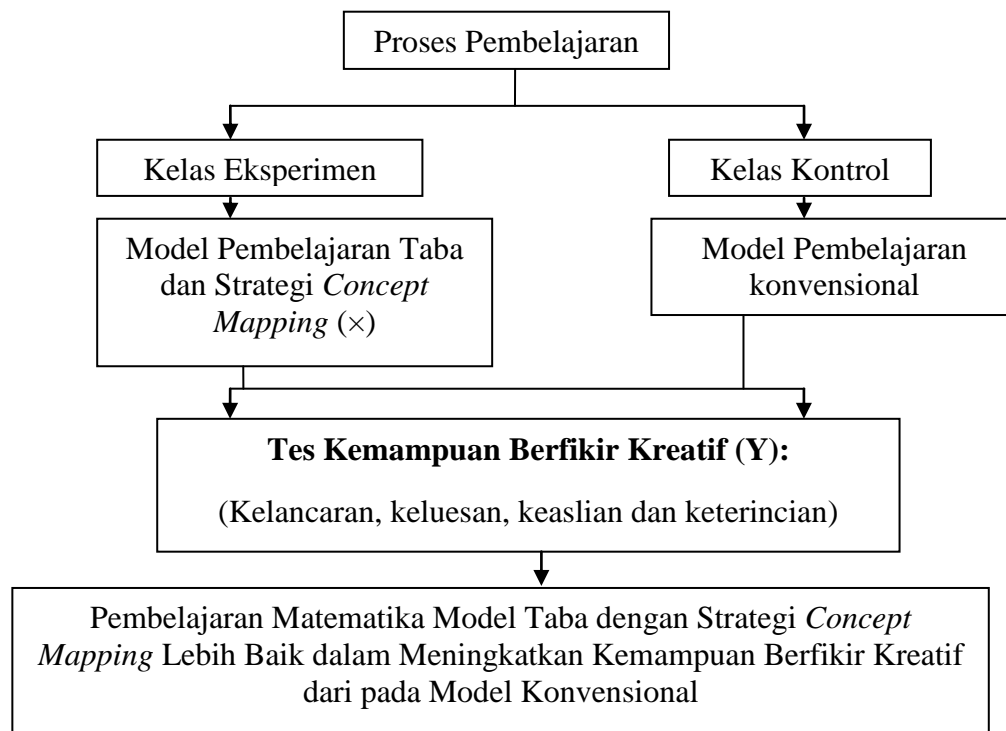 Proses Pembelajaran
Kelas Eksperimen
Kelas Kontrol
Model Pembelajaran Taba
dan Strategi Concept
Mapping (×)
Model Pembelajaran
konvensional
Tes Kemampuan Berfikir Kreatif (Y):
(Kelancaran, keluesan, keaslian dan keterincian)
Pembelajaran Matematika Model Taba dengan Strategi Concept
Mapping Lebih Baik dalam Meningkatkan Kemampuan Berfikir Kreatif
dari pada Model Konvensional